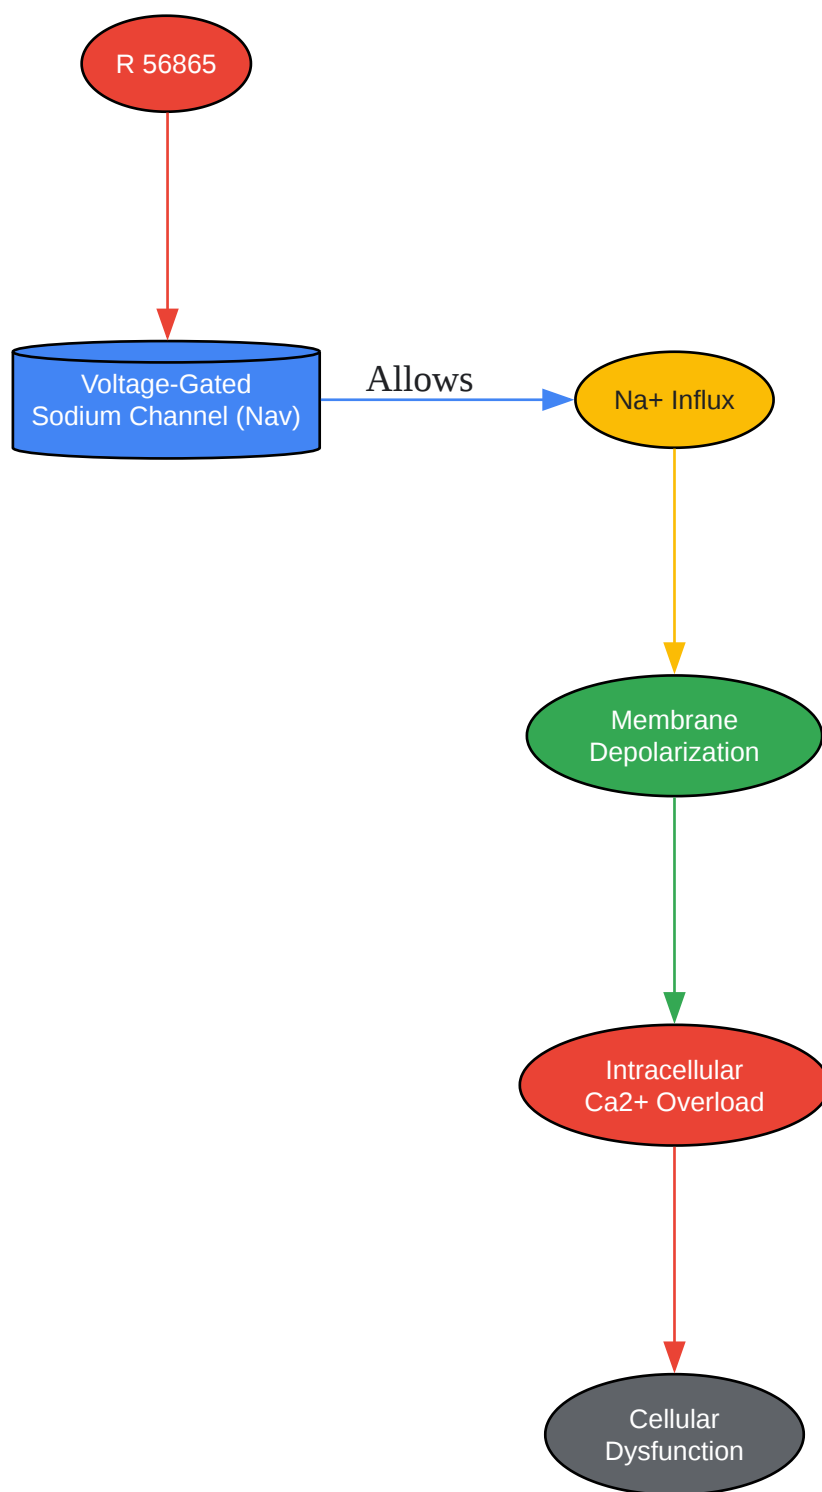 R 56865
Voltage-Gated
Sodium Channel (Nav)
Allows
Na+ Influx
Membrane
Depolarization
Intracellular
Ca2+ Overload
Cellular
Dysfunction